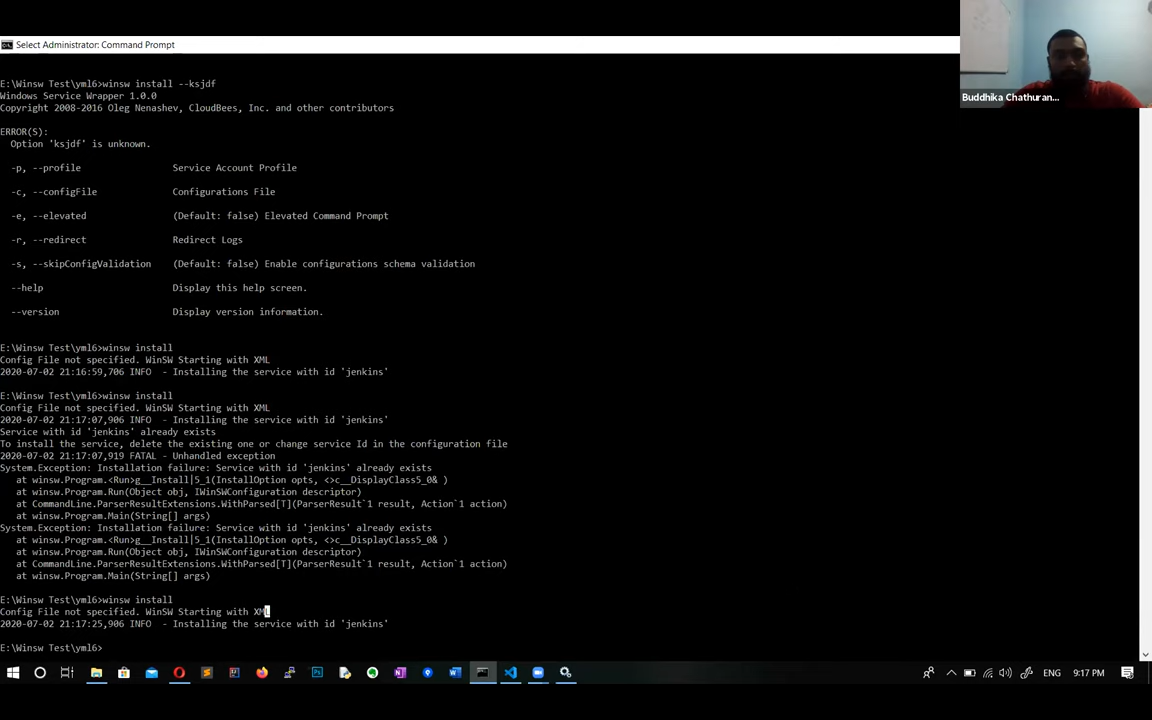 Select Administrator: Command Prompt
Buddhika Chathuran...
E:\Winsw Test\yml6>winsw install --ksjdf
Windows Service Wrapper 1.0.0
Copyright 2008-2016 Oleg Nenashev, CloudBees, Inc. and other contributors
ERROR(S):
Option 'ksjdf' is unknown.
-p, --profile Service Account Profile
-c, --configFile Configurations File
-e, --elevated (Default: false) Elevated Command Prompt
-r, --redirect Redirect Logs
-s, --skipConfigValidation (Default: false) Enable configurations schema validation
--help Display this help screen.
--version Display version information.
E:\Winsw Test\yml6>winsw install
Config File not specified. WinSW Starting with XML
2020-07-02 21:16:59,706 INFO - Installing the service with id 'jenkins'
E:\Winsw Test\yml6>winsw install
Config File not specified. WinSW Starting with XML
2020-07-02 21:17:07,906 INFO - Installing the service with id 'jenkins'
Service with id 'jenkins' already exists
To install the service, delete the existing one or change service Id in the configuration file
2020-07-02 21:17:07,919 FATAL - Unhandled exception
System.Exception: Installation failure: Service with id 'jenkins' already exists
at winsw.Program.<Run>g__Install|5_1(InstallOption opts, <>c__DisplayClass5_0& )
at winsw.Program.Run(Object obj, IWinSWConfiguration descriptor)
at CommandLine.ParserResultExtensions.WithParsed[T](ParserResult`1 result, Action`1 action)
at winsw.Program.Main(String[] args)
System.Exception: Installation failure: Service with id 'jenkins' already exists
at winsw.Program.<Run>g__Install|5_1(InstallOption opts, <>c__DisplayClass5_0& )
at winsw.Program.Run(Object obj, IWinSWConfiguration descriptor)
at CommandLine.ParserResultExtensions.WithParsed[T](ParserResult`1 result, Action`1 action)
at winsw.Program.Main(String[] args)
E:\Winsw Test\yml6>winsw install
Config File not specified. WinSW Starting with XML
2020-07-02 21:17:25,906 INFO - Installing the service with id 'jenkins'
E:\Winsw Test\yml6>
ENG 9:17 PM